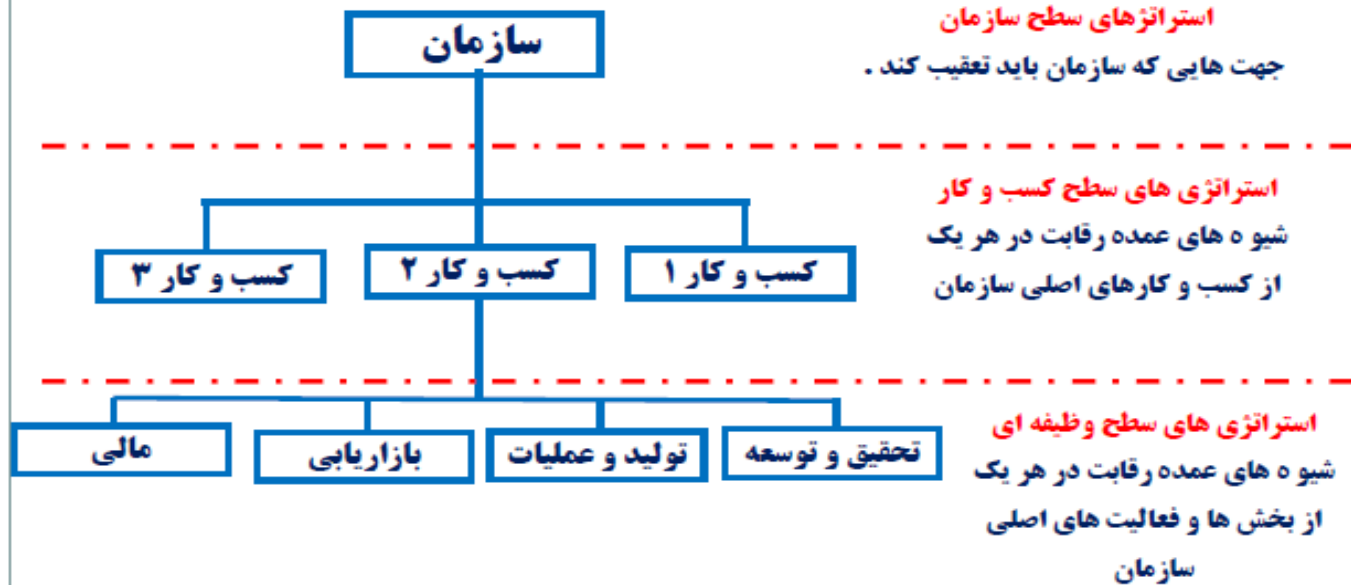 استراتژهای سطح سازمان
جهت هایی که سازمان باید تعقیب کند .
سازمان
استراتژی های سطح کسب و کار
شیو ه های عمده رقابت در هر یک
از کسب و کارهای اصلی سازمان
کسب و کار ۱
کسب و کار ۲
کسب و کار ۳
استراتژی های سطح وظیفه ای
شیو ه های عمده رقابت در هر یک
از بخش ها و فعالیت های اصلی
سازمان
تحقیق و توسعه
تولید و عملیات
بازاریابی
مالی